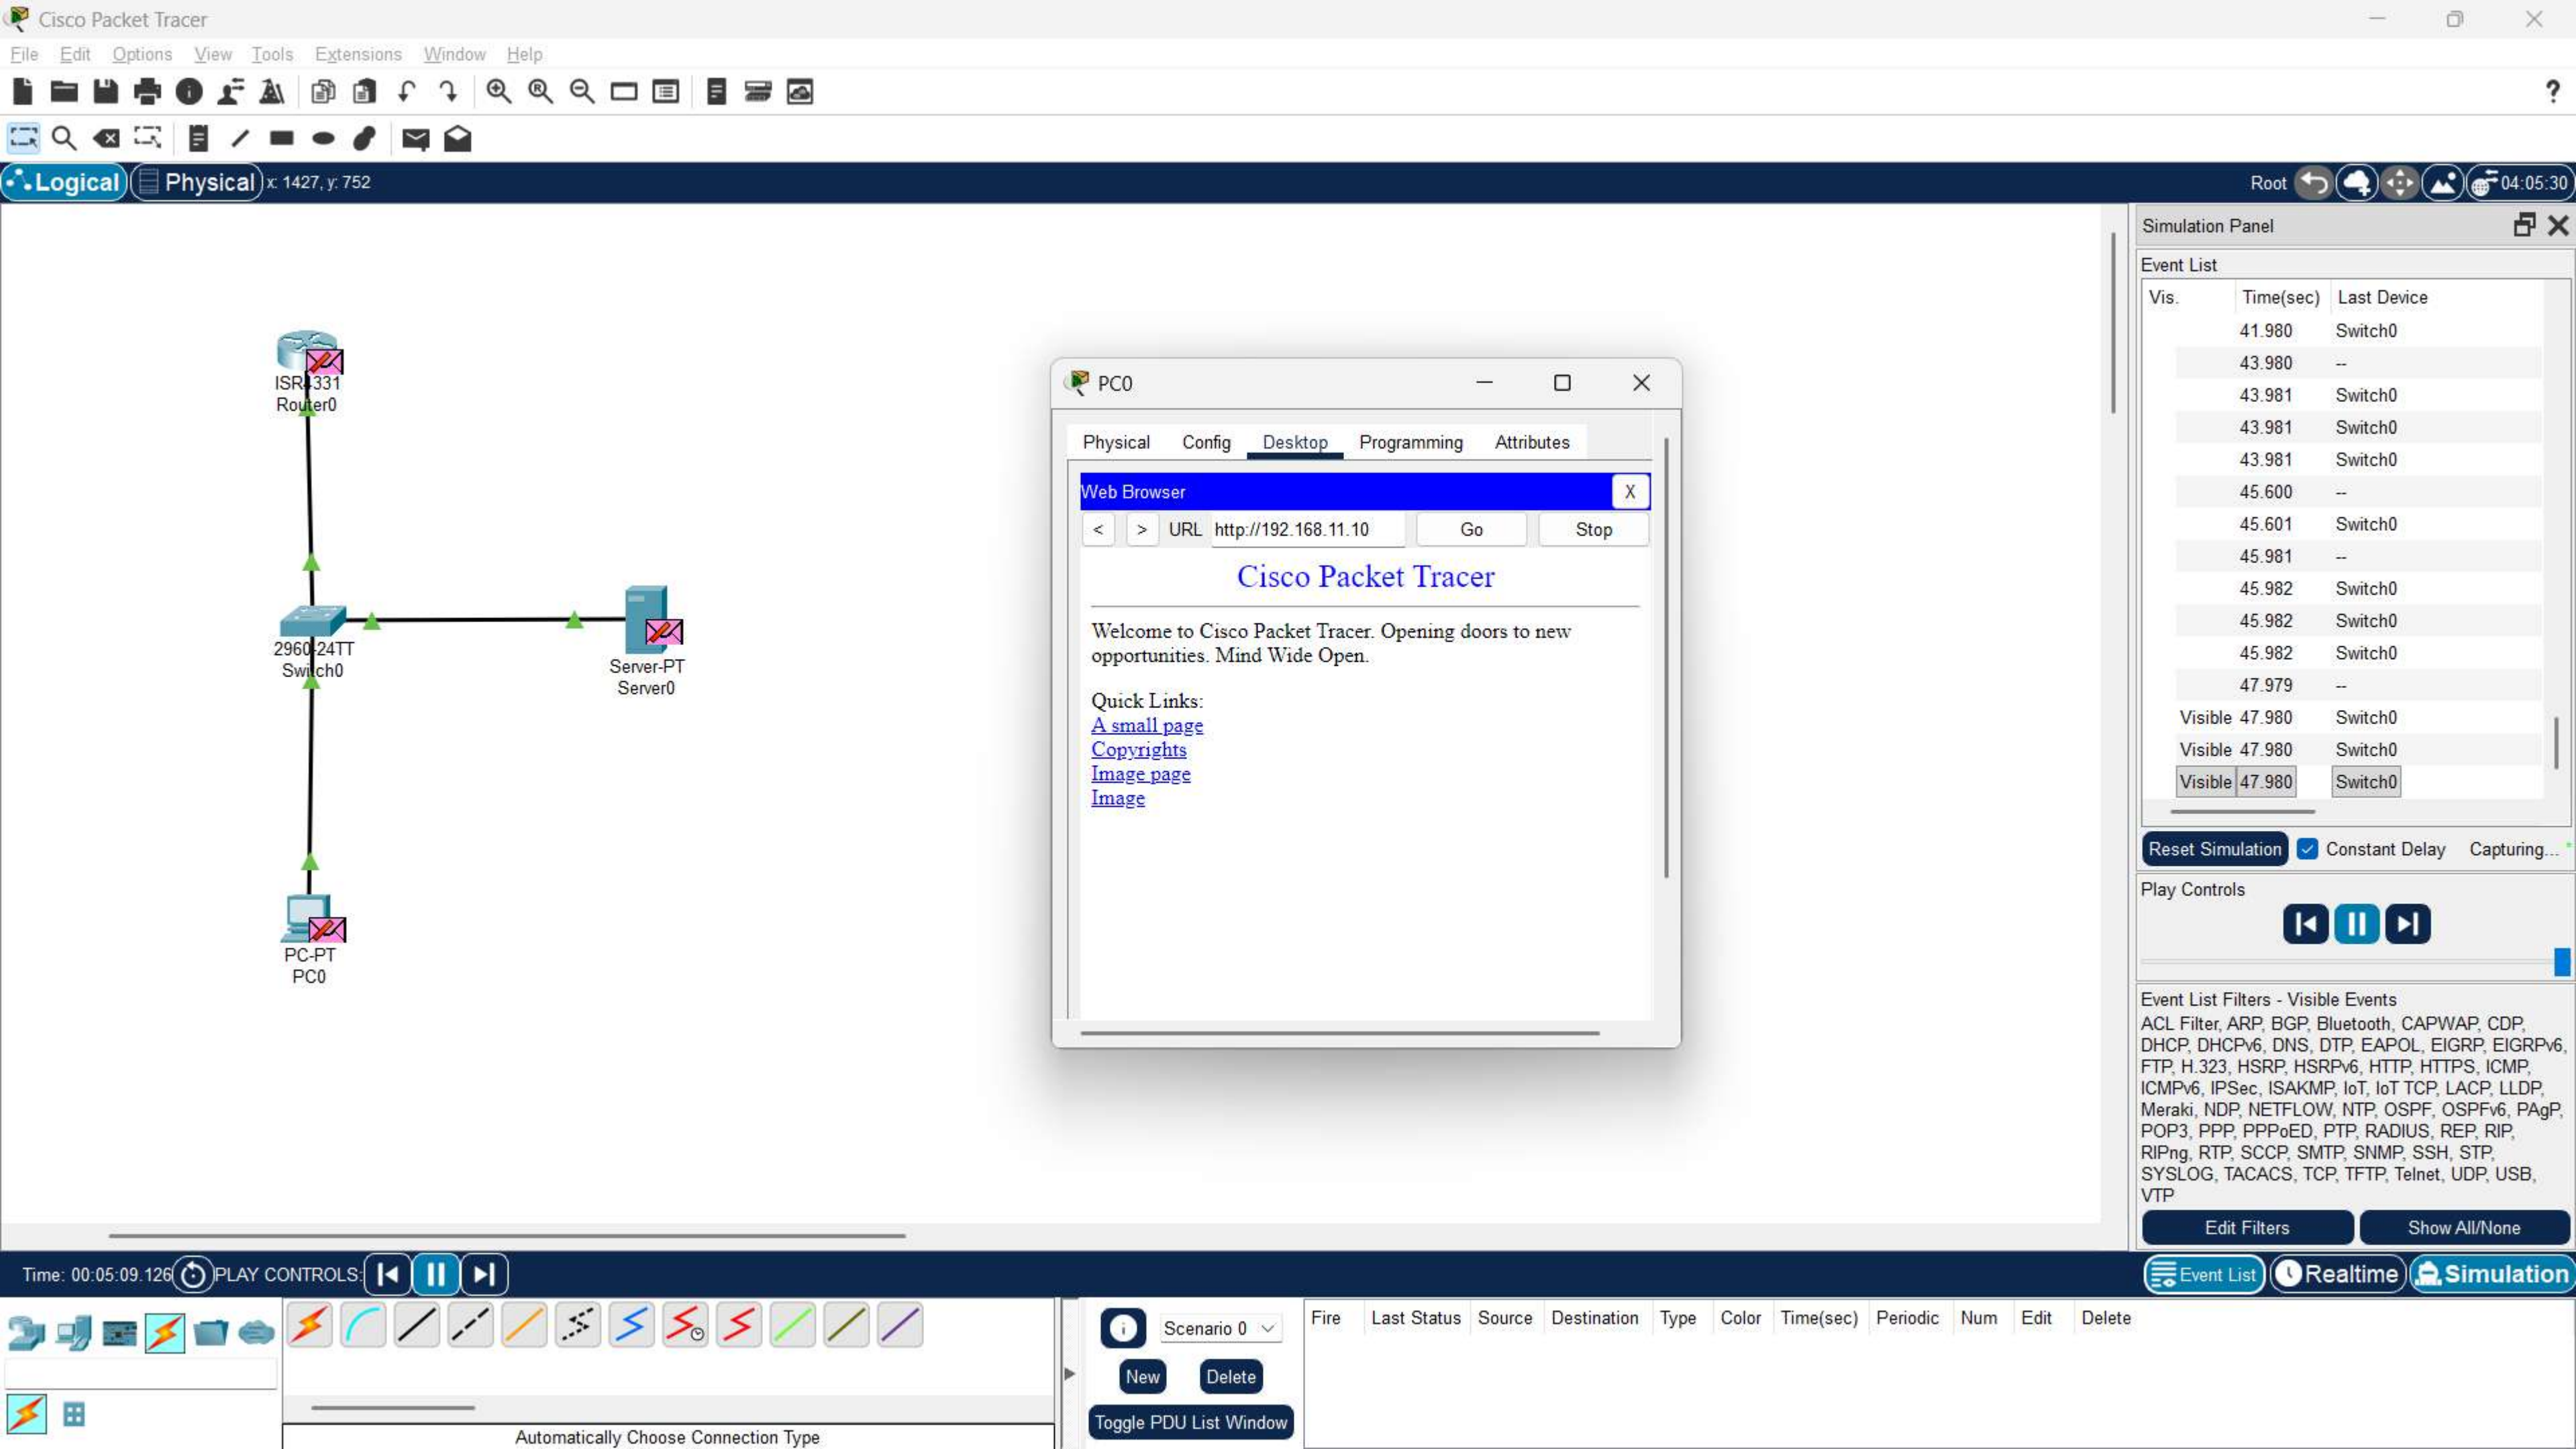 Cisco Packet Tracer
File Edit Options View Tools Extensions Window Help
Logical Physical x: 1427, y: 752 Root 04:05:30
Simulation Panel
Event List
Vis. Time(sec) Last Device
41.980 Switch0
43.980 --
43.981 Switch0
43.981 Switch0
43.981 Switch0
45.600 --
45.601 Switch0
45.981 --
45.982 Switch0
45.982 Switch0
45.982 Switch0
47.979 --
Visible 47.980 Switch0
Visible 47.980 Switch0
Visible 47.980 Switch0
Reset Simulation Constant Delay Capturing...
Play Controls
Event List Filters - Visible Events
ACL Filter, ARP, BGP, Bluetooth, CAPWAP, CDP,
DHCP, DHCPv6, DNS, DTP, EAPOL, EIGRP, EIGRPv6,
FTP, H.323, HSRP, HSRPv6, HTTP, HTTPS, ICMP,
ICMPv6, IPSec, ISAKMP, IoT, IoT TCP, LACP, LLDP,
Meraki, NDP, NETFLOW, NTP, OSPF, OSPFv6, PAgP,
POP3, PPP, PPPoED, PTP, RADIUS, REP, RIP,
RIPng, RTP, SCCP, SMTP, SNMP, SSH, STP,
SYSLOG, TACACS, TCP, TFTP, Telnet, UDP, USB,
VTP
Edit Filters Show All/None
ISR4331
Router0
2960-24TT
Switch0
Server-PT
Server0
PC-PT
PC0
PC0
Physical Config Desktop Programming Attributes
Web Browser X
< > URL http://192.168.11.10 Go Stop
Cisco Packet Tracer
Welcome to Cisco Packet Tracer. Opening doors to new
opportunities. Mind Wide Open.
Quick Links:
A small page
Copyrights
Image page
Image
Time: 00:05:09.126 PLAY CONTROLS: Event List Realtime Simulation
Scenario 0
New Delete
Toggle PDU List Window
Fire Last Status Source Destination Type Color Time(sec) Periodic Num Edit Delete
Automatically Choose Connection Type